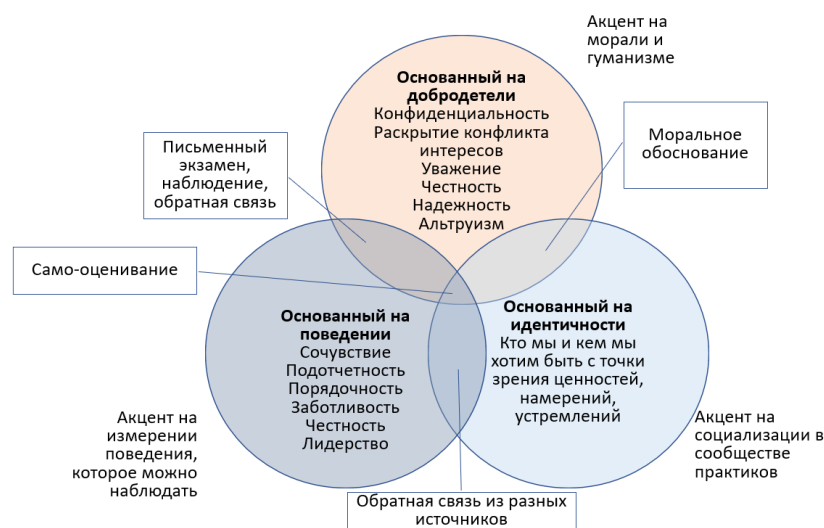 Акцент на
морали и
гуманизме
Основанный на
добродетели
Конфиденциальность
Раскрытие конфликта
интересов
Уважение
Честность
Надежность
Альтруизм
Письменный
экзамен,
наблюдение,
обратная связь
Моральное
обоснование
Само-оценивание
Основанный на
поведении
Сочувствие
Подотчетность
Порядочность
Заботливость
Честность
Лидерство
Основанный на
идентичности
Кто мы и кем мы
хотим быть с точки
зрения ценностей,
намерений,
устремлений
Акцент на
измерении
поведения,
которое можно
наблюдать
Акцент на
социализации в
сообществе
практиков
Обратная связь из разных
источников